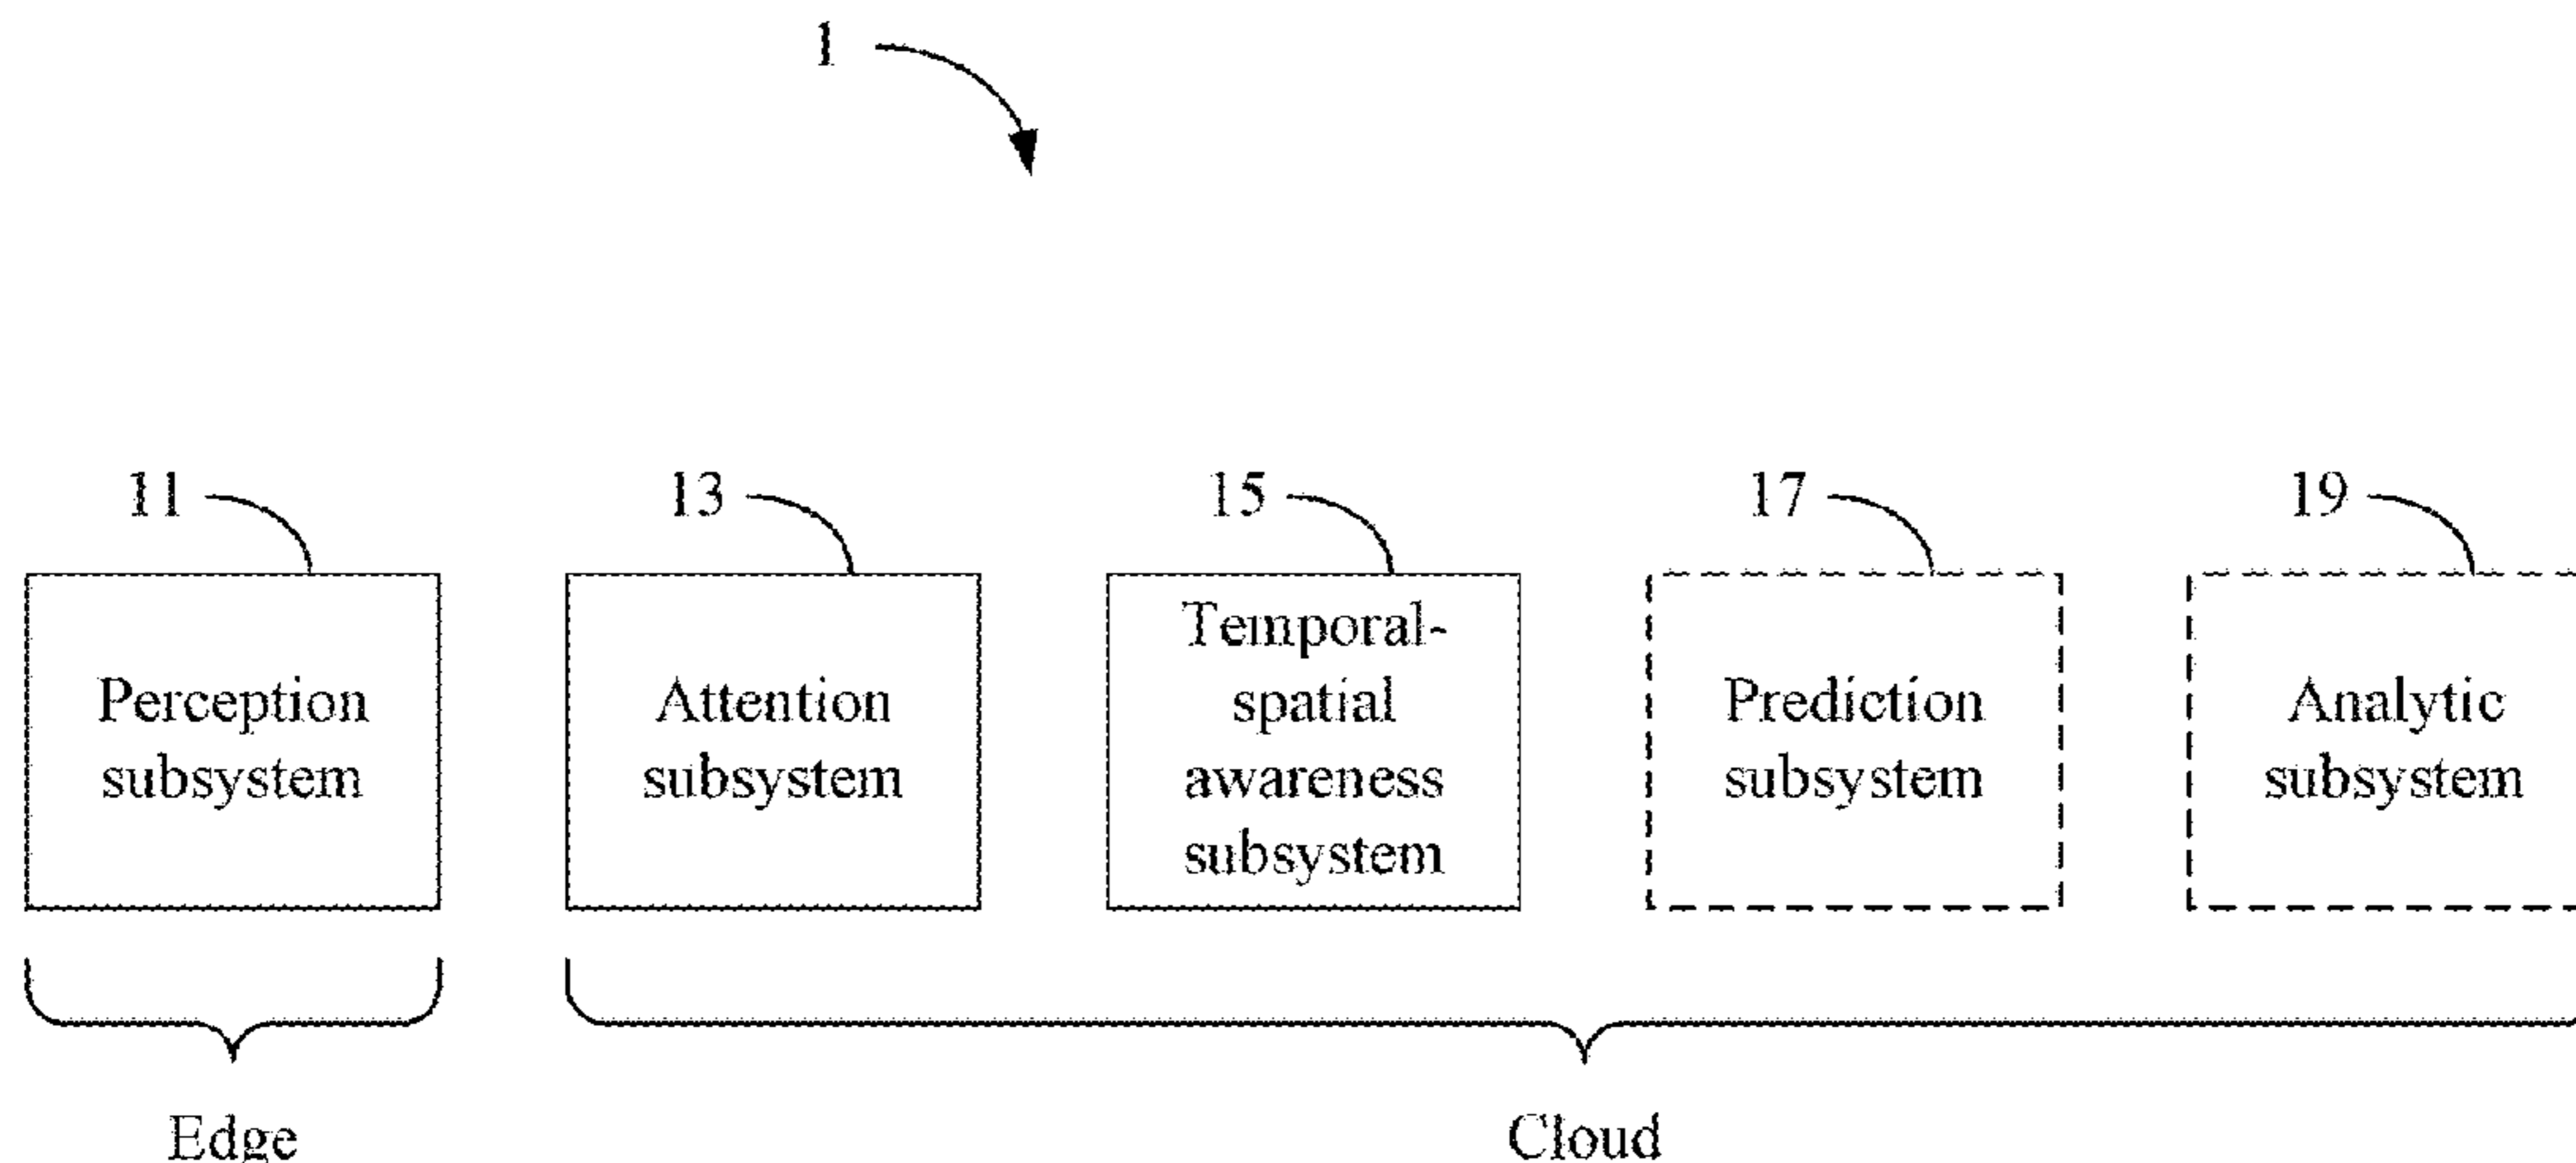 1
11
13
15
17
19
Perception
subsystem
Attention
subsystem
Temporal-
spatial
awareness
subsystem
Prediction
subsystem
Analytic
subsystem
Edge
Cloud